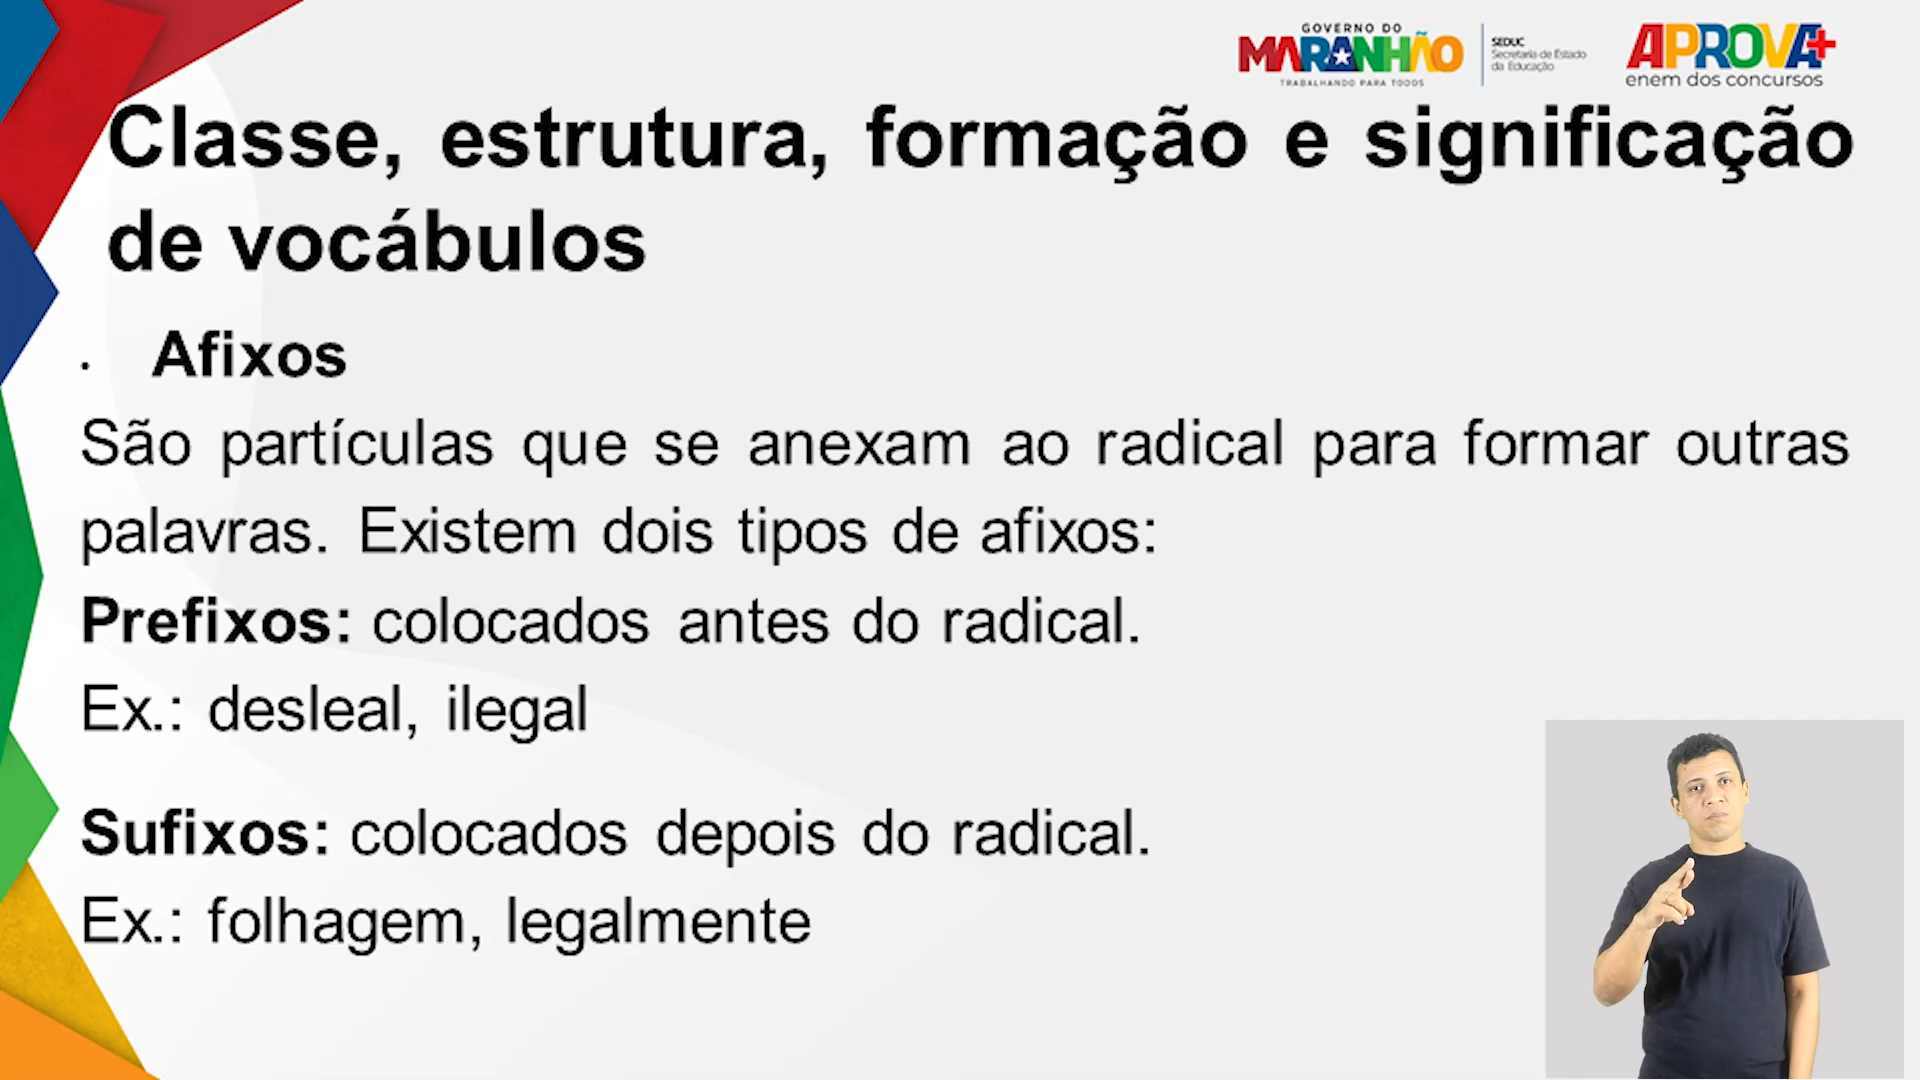 GOVERNO DO
MARANHÃO
TRABALHANDO PARA TODOS
SEDUC
Secretaria de Estado
da Educação
APROVA+
enem dos concursos
Classe, estrutura, formação e significação
de vocábulos
• Afixos
São partículas que se anexam ao radical para formar outras
palavras. Existem dois tipos de afixos:
Prefixos: colocados antes do radical.
Ex.: desleal, ilegal
Sufixos: colocados depois do radical.
Ex.: folhagem, legalmente